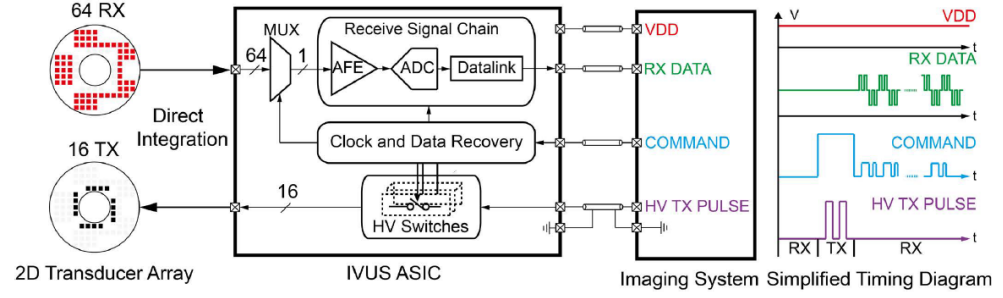 64 RX
16 TX
2D Transducer Array
Direct
Integration
64
MUX
1
Receive Signal Chain
AFE
ADC
Datalink
Clock and Data Recovery
16
HV Switches
IVUS ASIC
VDD
RX DATA
COMMAND
HV TX PULSE
Imaging System
V
VDD
t
RX DATA
t
COMMAND
t
HV TX PULSE
t
RX
TX
RX
Simplified Timing Diagram